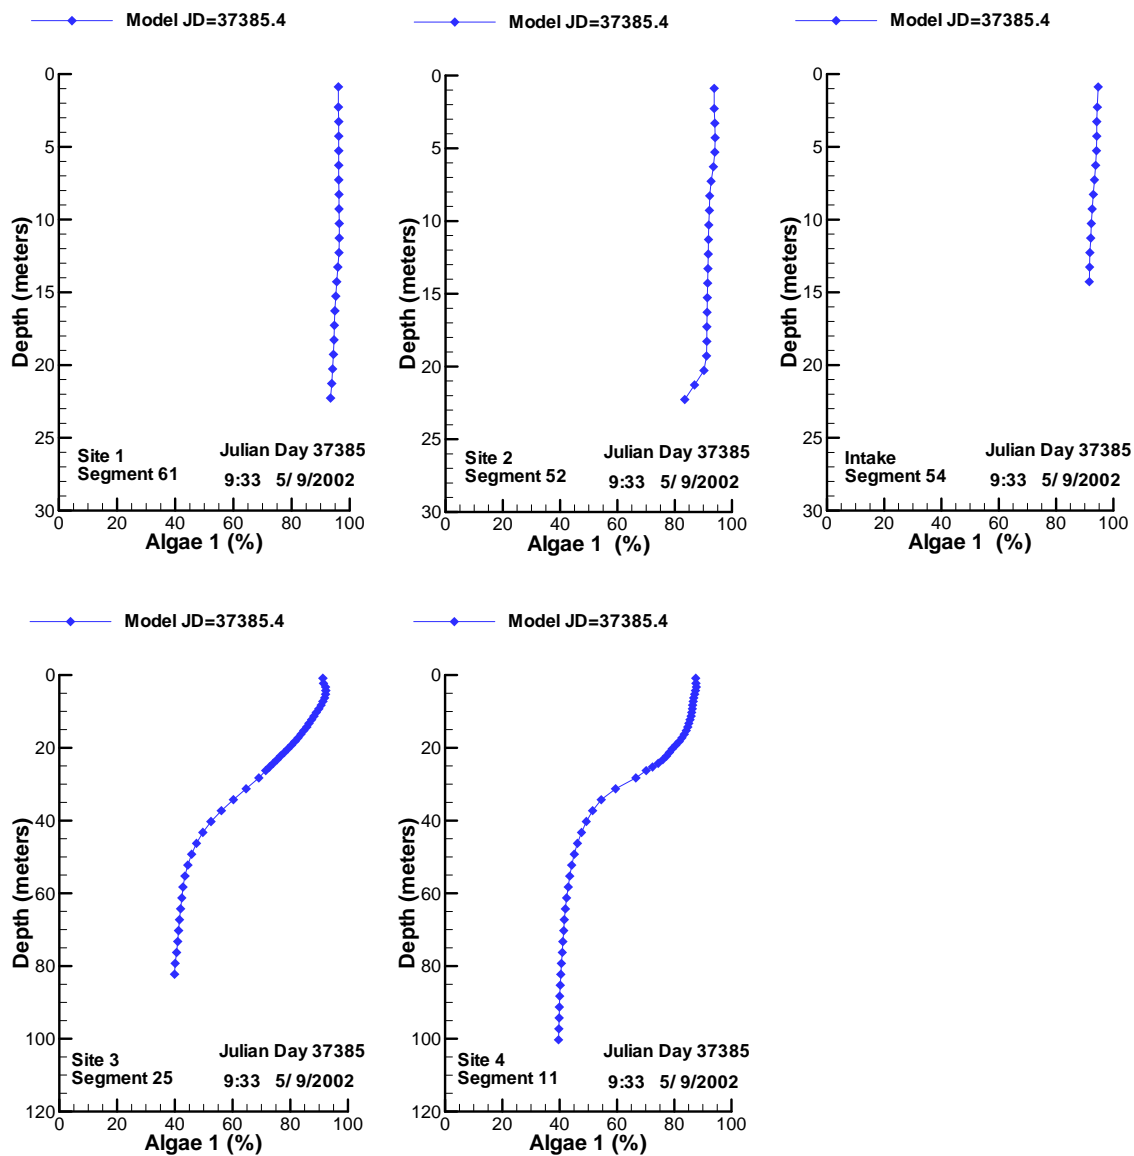 Model JD=37385.4
0
5
10
15
20
25
30
Depth (meters)
Site 1
Segment 61
Julian Day 37385
9:33 5/ 9/2002
0 20 40 60 80 100
Algae 1 (%)
Model JD=37385.4
0
5
10
15
20
25
30
Depth (meters)
Site 2
Segment 52
Julian Day 37385
9:33 5/ 9/2002
0 20 40 60 80 100
Algae 1 (%)
Model JD=37385.4
0
5
10
15
20
25
30
Depth (meters)
Intake
Segment 54
Julian Day 37385
9:33 5/ 9/2002
0 20 40 60 80 100
Algae 1 (%)
Model JD=37385.4
0
20
40
60
80
100
120
Depth (meters)
Site 3
Segment 25
Julian Day 37385
9:33 5/ 9/2002
0 20 40 60 80 100
Algae 1 (%)
Model JD=37385.4
0
20
40
60
80
100
120
Depth (meters)
Site 4
Segment 11
Julian Day 37385
9:33 5/ 9/2002
0 20 40 60 80 100
Algae 1 (%)